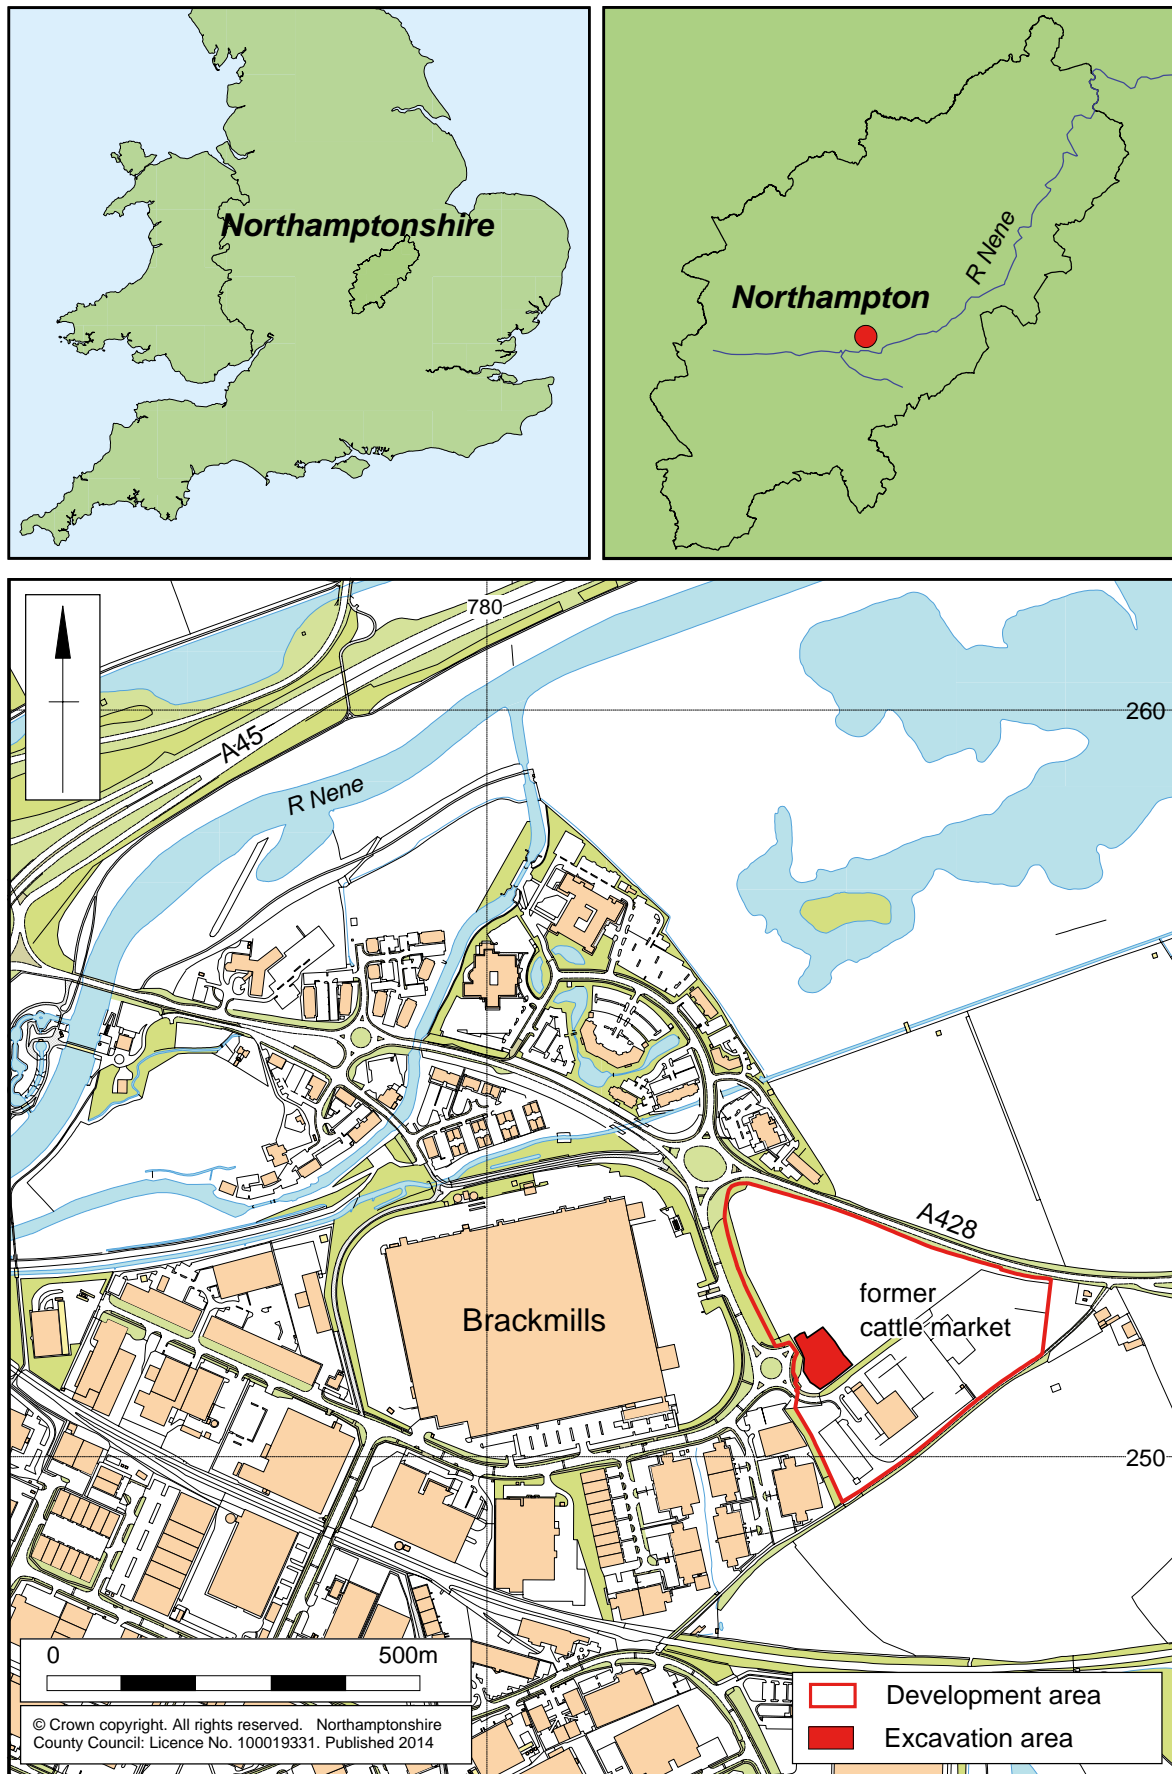 Northamptonshire
R Nene
Northampton
780
260
A45
R Nene
A428
former
cattle market
Brackmills
250
0 500m
© Crown copyright. All rights reserved. Northamptonshire
County Council: Licence No. 100019331. Published 2014
Development area
Excavation area